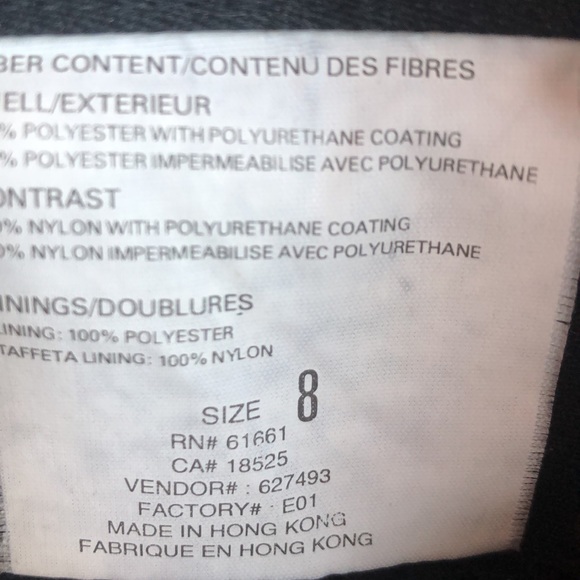 BER CONTENT/CONTENU DES FIBRES
ELL/EXTERIEUR
% POLYESTER WITH POLYURETHANE COATING
% POLYESTER IMPERMEABILISE AVEC POLYURETHANE
ONTRAST
0% NYLON WITH POLYURETHANE COATING
0% NYLON IMPERMEABILISE AVEC POLYURETHANE
NINGS/DOUBLURES
INING: 100% POLYESTER
TAFFETA LINING: 100% NYLON
SIZE 8
RN# 61661
CA# 18525
VENDOR# : 627493
FACTORY# : E01
MADE IN HONG KONG
FABRIQUE EN HONG KONG